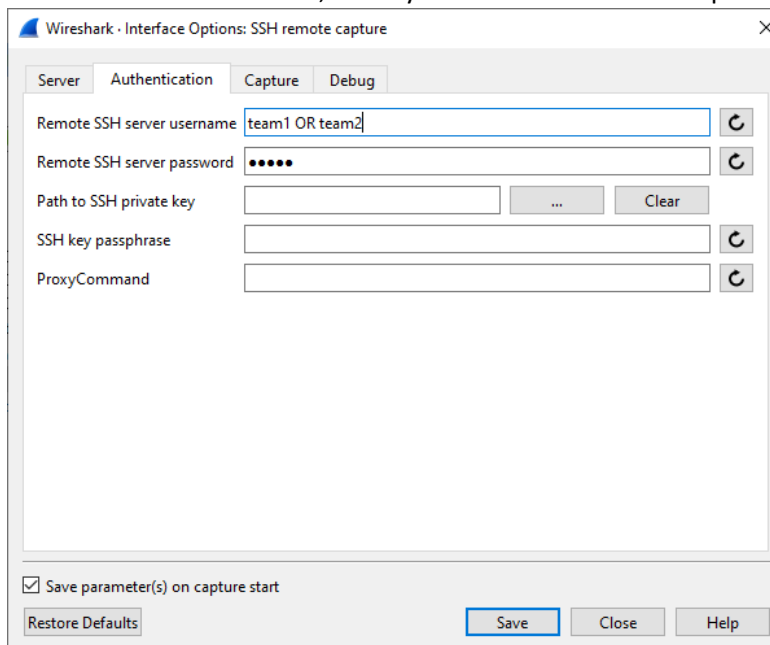 Wireshark · Interface Options: SSH remote capture
Server Authentication Capture Debug
Remote SSH server username team1 OR team2
Remote SSH server password •••••
Path to SSH private key ... Clear
SSH key passphrase
ProxyCommand
Save parameter(s) on capture start
Restore Defaults Save Close Help